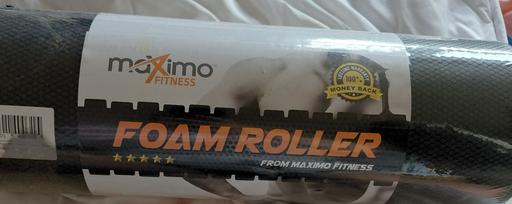 maximo
FITNESS
100%
MONEY BACK
FOAM ROLLER
FROM MAXIMO FITNESS